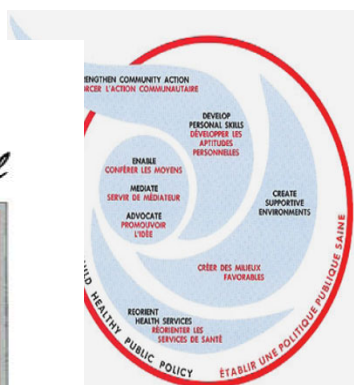 ENGTHEN COMMUNITY ACTION
RCER L'ACTION COMMUNAUTAIRE
DEVELOP
PERSONAL SKILLS
DÉVELOPPER LES
APTITUDES
PERSONNELLES
ENABLE
CONFÉRER LES MOYENS
MEDIATE
SERVIR DE MÉDIATEUR
ADVOCATE
PROMOUVOIR
L'IDÉE
CREATE
SUPPORTIVE
ENVIRONMENTS
CRÉER DES MILIEUX
FAVORABLES
REORIENT
HEALTH SERVICES
RÉORIENTER LES
SERVICES DE SANTÉ
ULD HEALTHY PUBLIC POLICY
ÉTABLIR UNE POLITIQUE PUBLIQUE SAINE